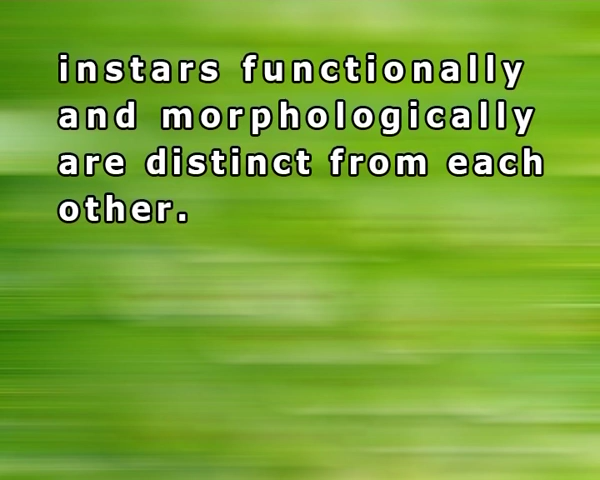 instars functionally
and morphologically
are distinct from each
other.